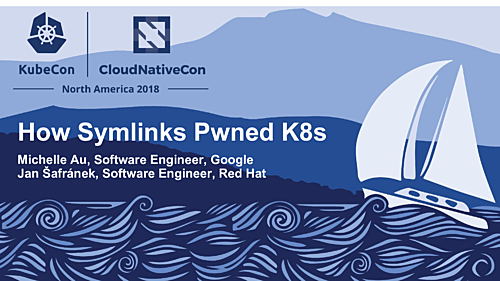 KubeCon
CloudNativeCon
North America 2018
How Symlinks Pwned K8s
Michelle Au, Software Engineer, Google
Jan Šafránek, Software Engineer, Red Hat